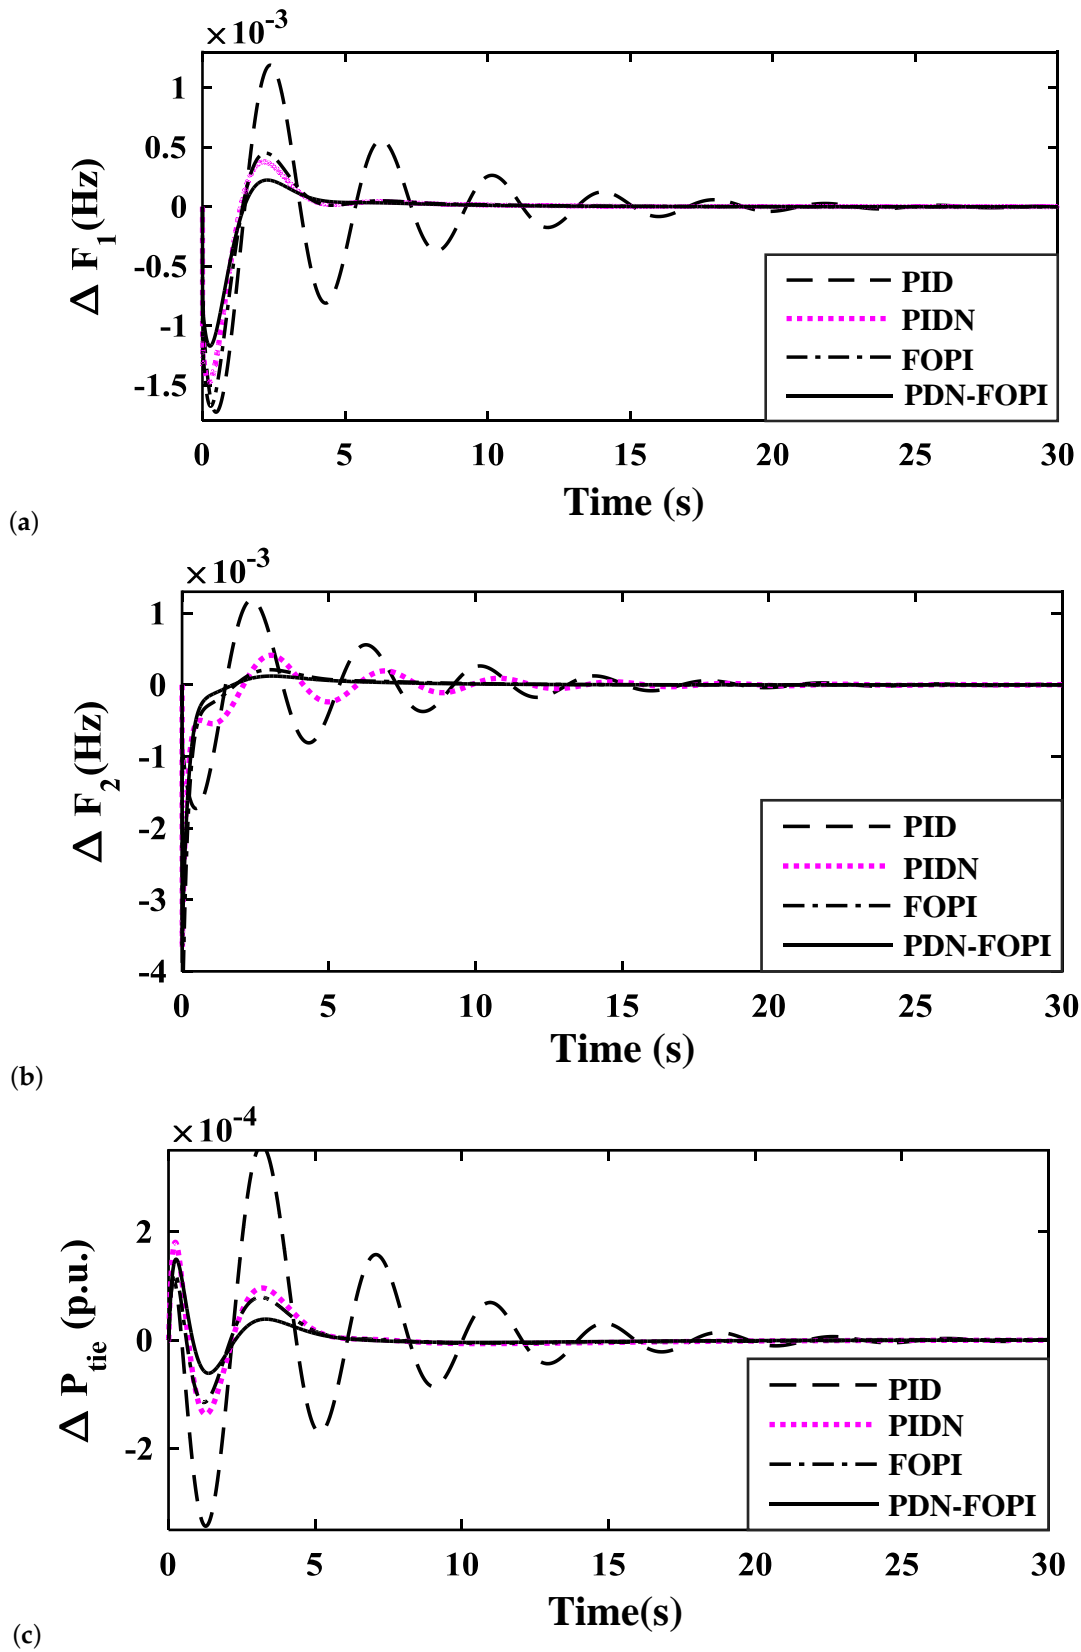 ×10-3
1
0.5
0
-0.5
-1
-1.5
Δ F1(Hz)
PID
PIDN
FOPI
PDN-FOPI
0 5 10 15 20 25 30
Time (s)
(a)
×10-3
1
0
-1
-2
-3
-4
Δ F2(Hz)
PID
PIDN
FOPI
PDN-FOPI
0 5 10 15 20 25 30
Time (s)
(b)
×10-4
2
0
-2
Δ Ptie (p.u.)
PID
PIDN
FOPI
PDN-FOPI
0 5 10 15 20 25 30
Time(s)
(c)